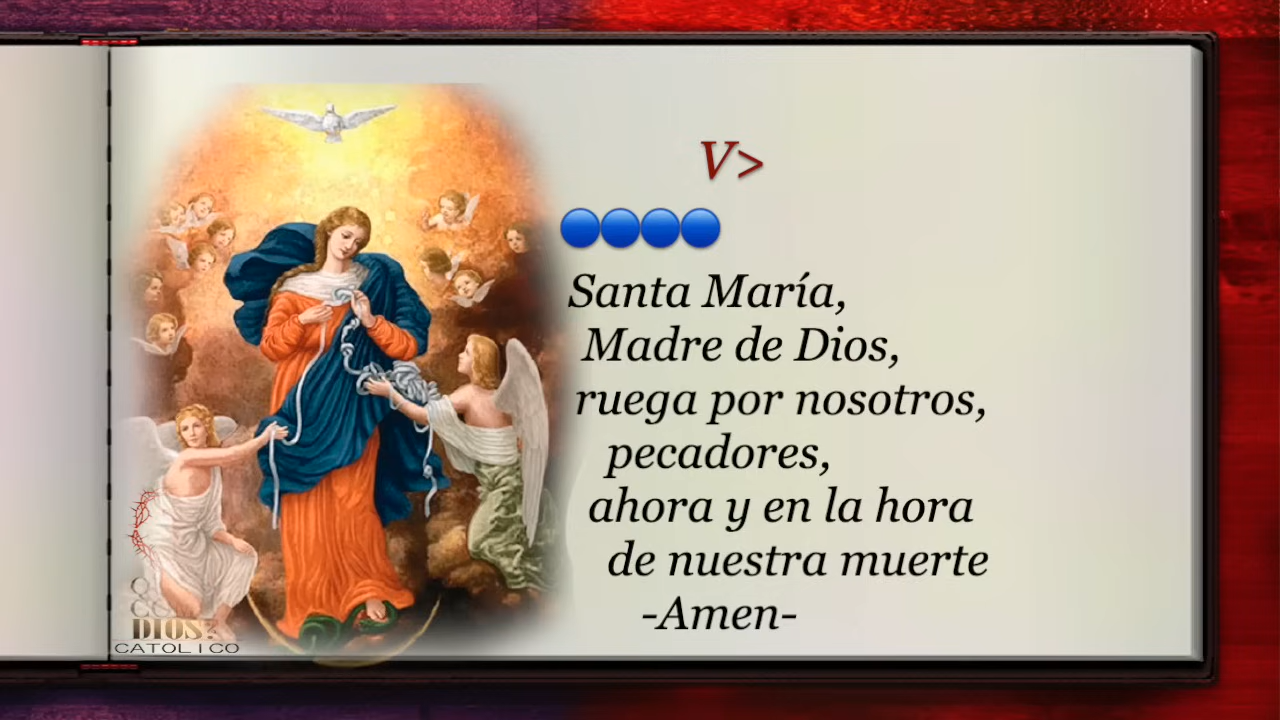 V>
Santa María,
Madre de Dios,
ruega por nosotros,
pecadores,
ahora y en la hora
de nuestra muerte
-Amen-
DIOS?
CATOLICO